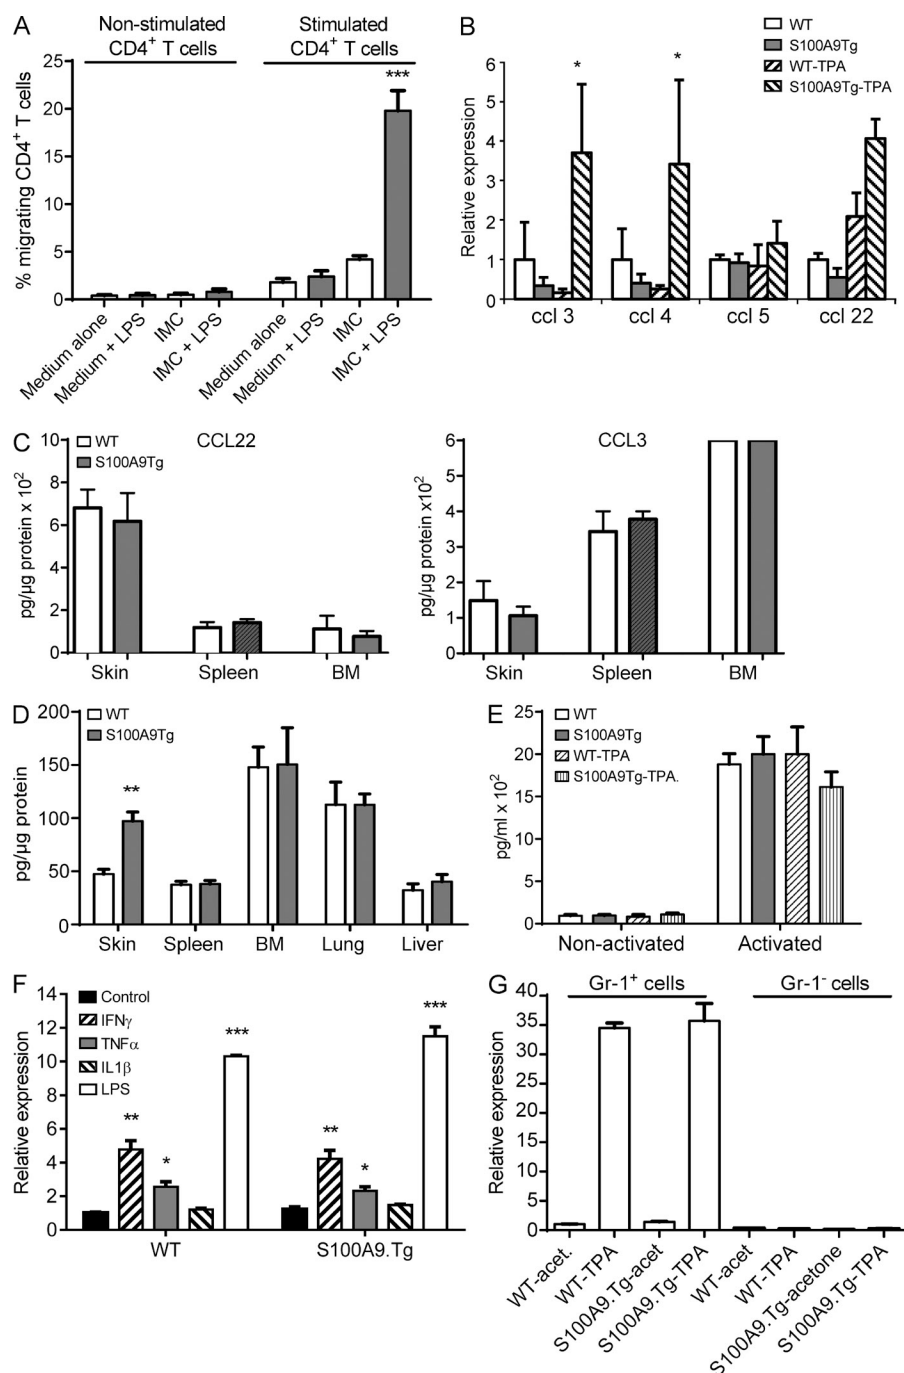 A
Non-stimulated
CD4+ T cells
Stimulated
CD4+ T cells
% migrating CD4+ T cells
25
20
15
10
5
0
***
Medium alone
Medium + LPS
IMC
IMC + LPS
Medium alone
Medium + LPS
IMC
IMC + LPS
B
WT
S100A9Tg
WT-TPA
S100A9Tg-TPA
Relative expression
6
5
4
3
2
1
0
*
*
ccl 3
ccl 4
ccl 5
ccl 22
C
WT
S100A9Tg
CCL22
pg/µg protein x 10²
10
8
6
4
2
0
Skin
Spleen
BM
CCL3
pg/µg protein x10²
6
4
2
1
0
Skin
Spleen
BM
D
WT
S100A9Tg
pg/µg protein
200
150
100
50
0
**
Skin
Spleen
BM
Lung
Liver
E
WT
S100A9Tg
WT-TPA
S100A9Tg-TPA.
pg/ml x 10²
25
20
15
10
5
0
Non-activated
Activated
F
Control
IFNγ
TNFα
IL1β
LPS
Relative expression
14
12
10
8
6
4
2
0
**
*
***
**
*
***
WT
S100A9.Tg
G
Gr-1+ cells
Gr-1- cells
Relative expression
40
35
30
25
20
15
10
5
0
WT-acet.
WT-TPA
S100A9.Tg-acet
S100A9.Tg-TPA
WT-acet
WT-TPA
S100A9.Tg-acetone
S100A9.Tg-TPA